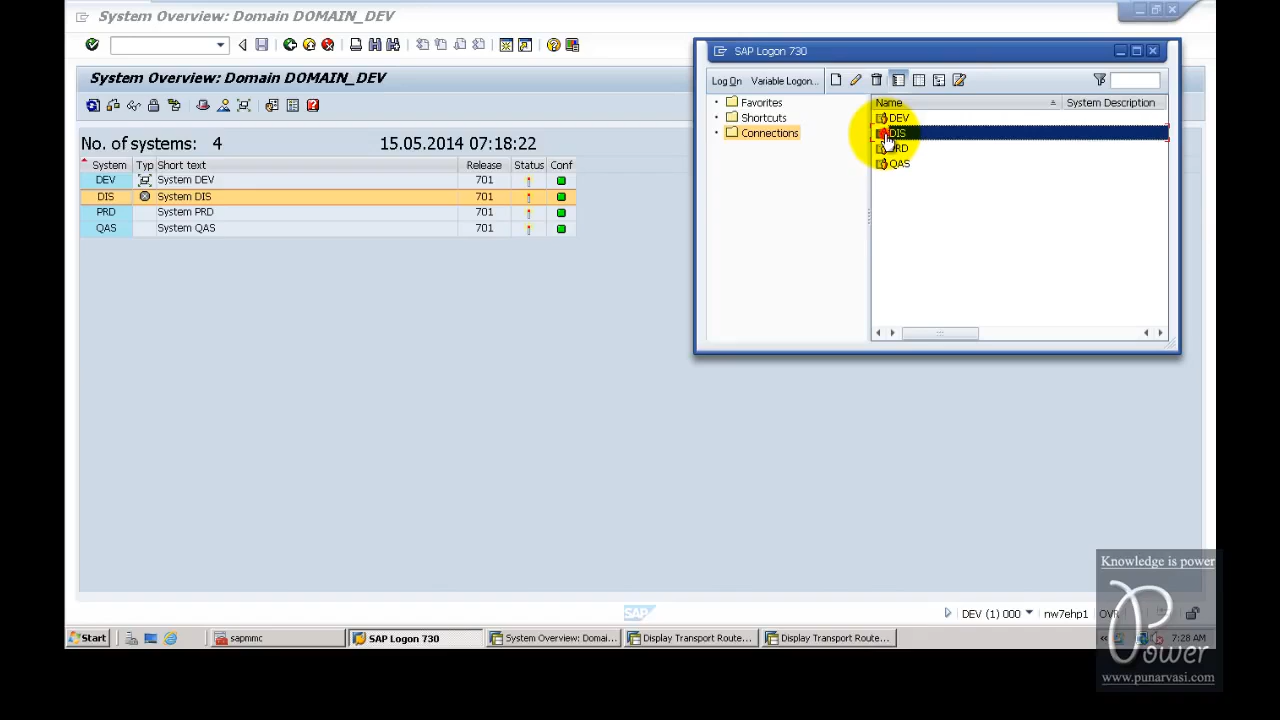 System Overview: Domain DOMAIN_DEV
System Overview: Domain DOMAIN_DEV
No. of systems: 4 15.05.2014 07:18:22
System Typ Short text Release Status Conf
DEV System DEV 701
DIS System DIS 701
PRD System PRD 701
QAS System QAS 701
SAP Logon 730
Log On Variable Logon...
Favorites
Shortcuts
Connections
Name System Description
DEV
DIS
PRD
QAS
SAP
DEV (1) 000 nw7ehp1 OVR
Start sapmmc SAP Logon 730 System Overview: Domai... Display Transport Route... Display Transport Route... 7:28 AM
Knowledge is power
Power
www.punarvasi.com